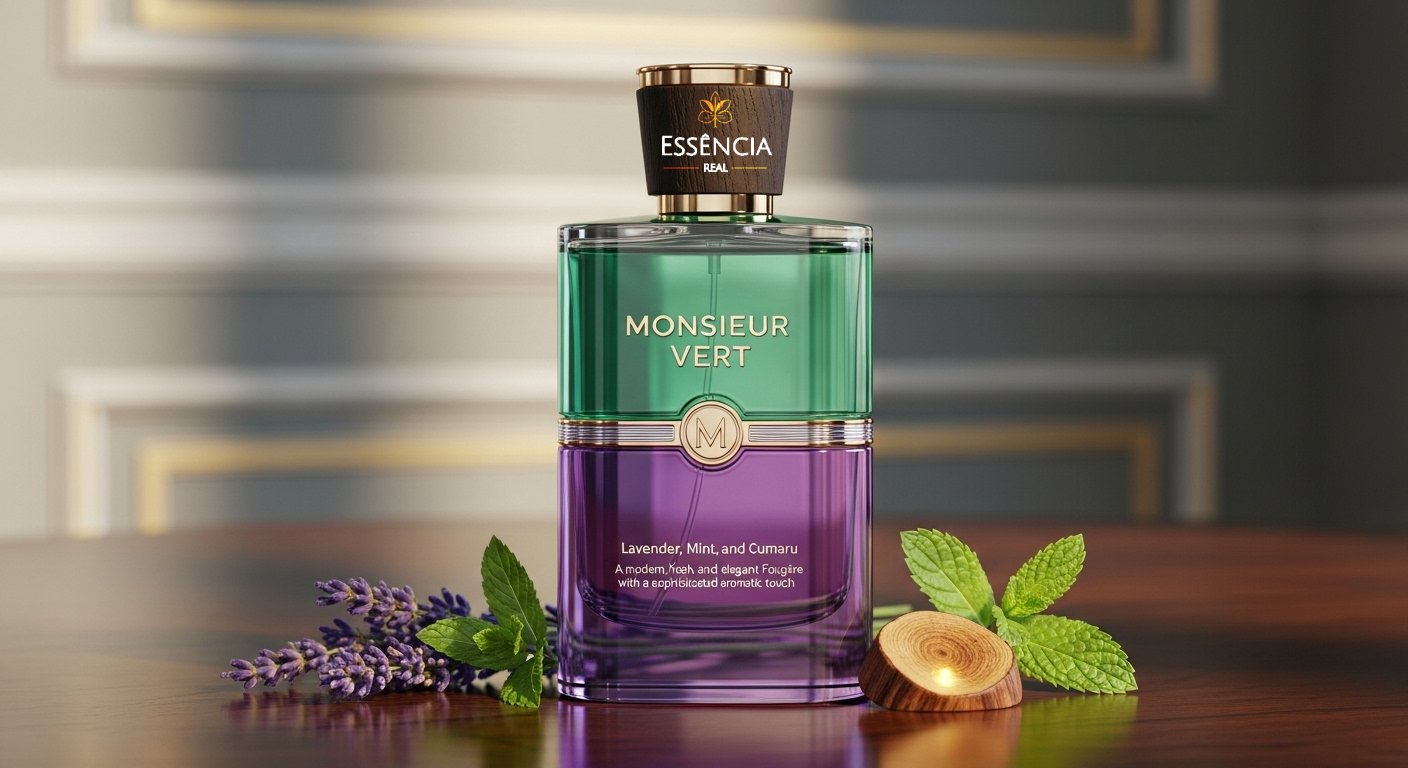 ESSÊNCIA
REAL
MONSIEUR
VERT
M
Lavender, Mint, and Cumaru
A modern, and elegant
with a aromatic touch